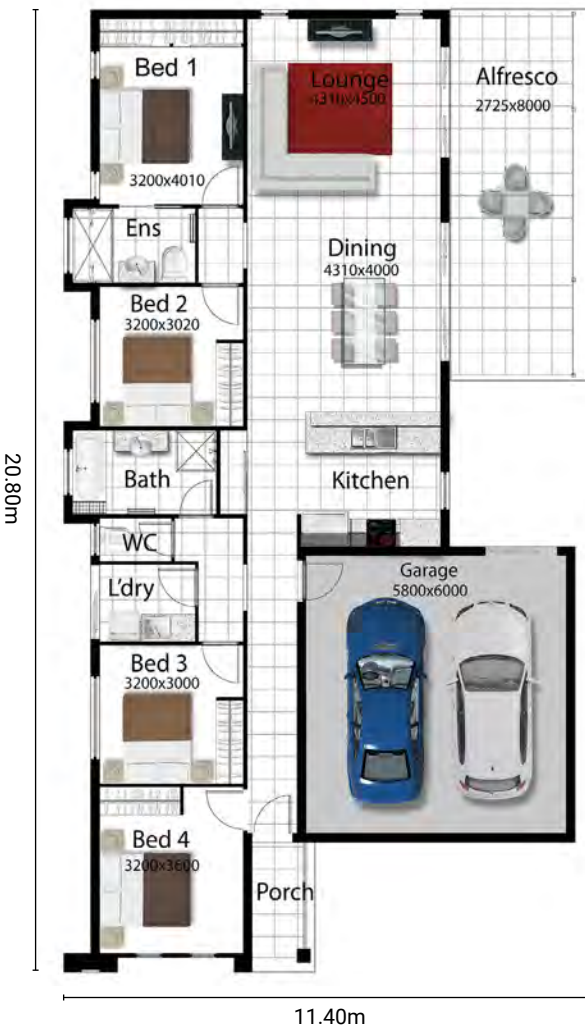 Bed 1
3200x4010
Lounge
4310x4500
Alfresco
2725x8000
Ens
Dining
4310x4000
Bed 2
3200x3020
Bath
Kitchen
WC
L'dry
Garage
5800x6000
Bed 3
3200x3000
Bed 4
3200x3600
Porch
20.80m
11.40m